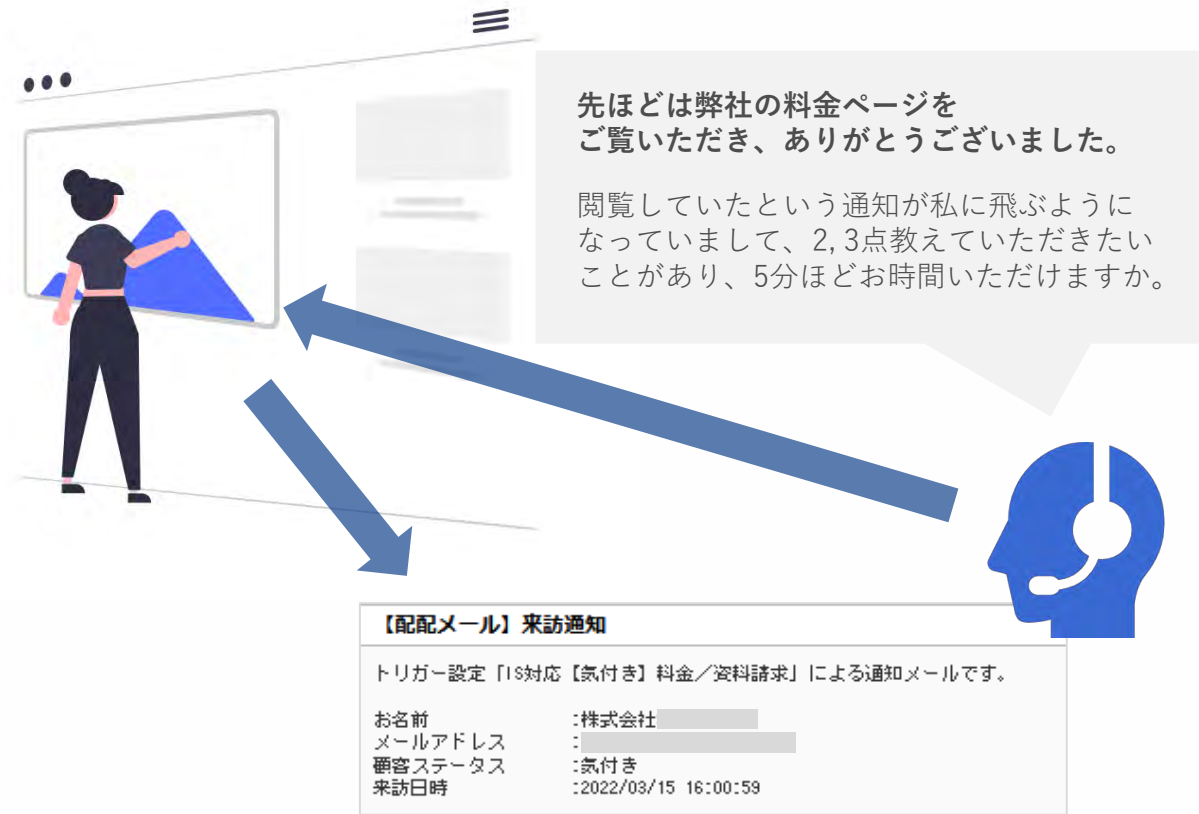 先ほどは弊社の料金ページを
ご覧いただき、ありがとうございました。
閲覧していたという通知が私に飛ぶように
なっていまして、2, 3点教えていただきたい
ことがあり、5分ほどお時間いただけますか。
【配配メール】来訪通知
トリガー設定「IS対応【気付き】料金／資料請求」による通知メールです。
お名前 :株式会社
メールアドレス :
顧客ステータス :気付き
来訪日時 :2022/03/15 16:00:59